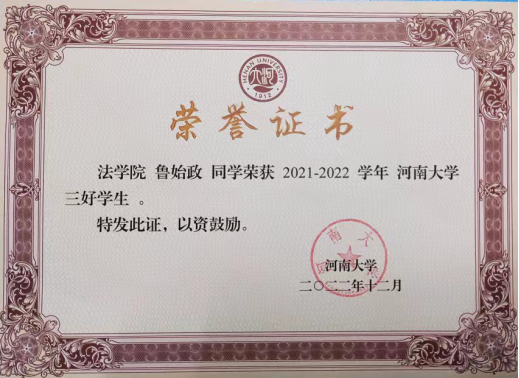 HENAN UNIVERSITY
1912
荣誉证书
法学院 鲁始政 同学荣获 2021-2022 学年 河南大学
三好学生 。
特发此证，以资鼓励。
河南大学
二〇二二年十二月